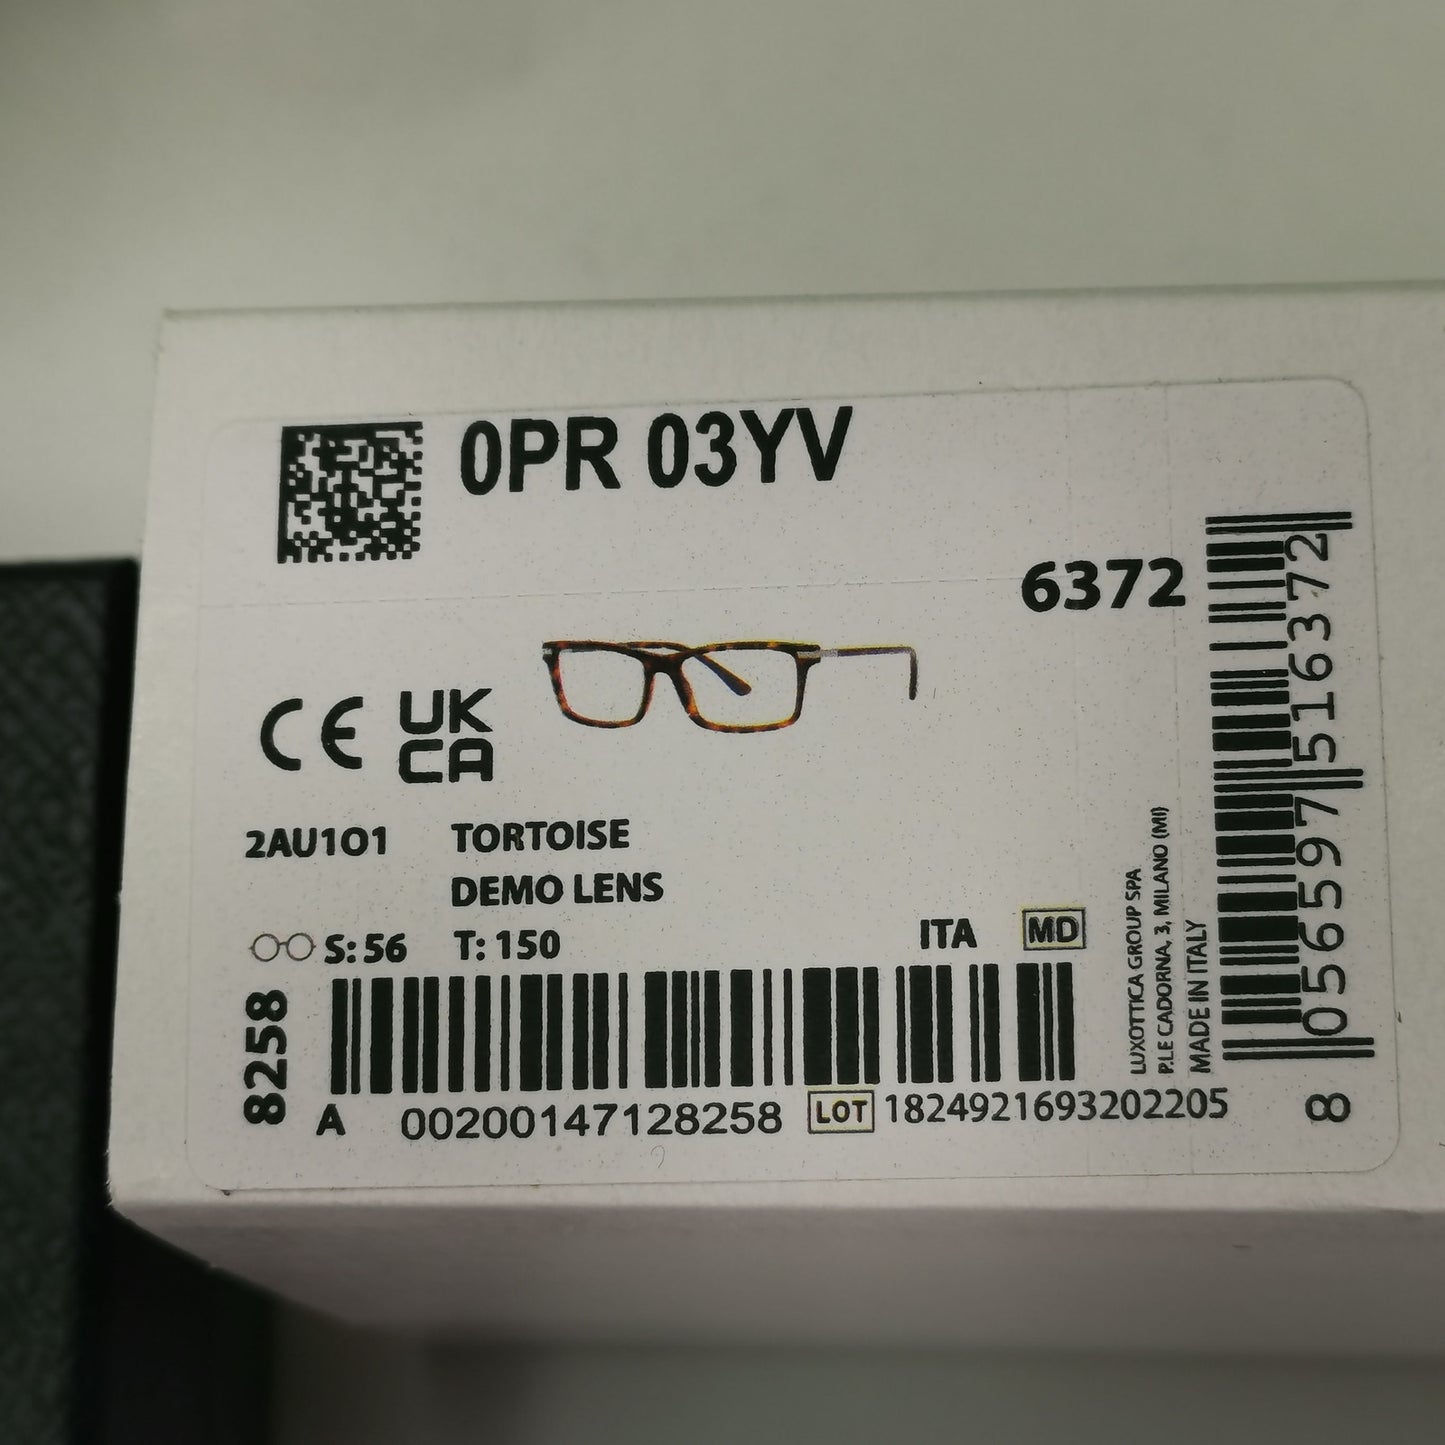 0PR 03YV
6372
CE
UK
CA
2AU1O1 TORTOISE
DEMO LENS
S: 56 T: 150
ITA MD
8258
A 00200147128258
LOT 1824921693202205
LUXOTTICA GROUP SPA
P.LE CADORNA, 3, MILANO (MI)
MADE IN ITALY
8 056597 516372